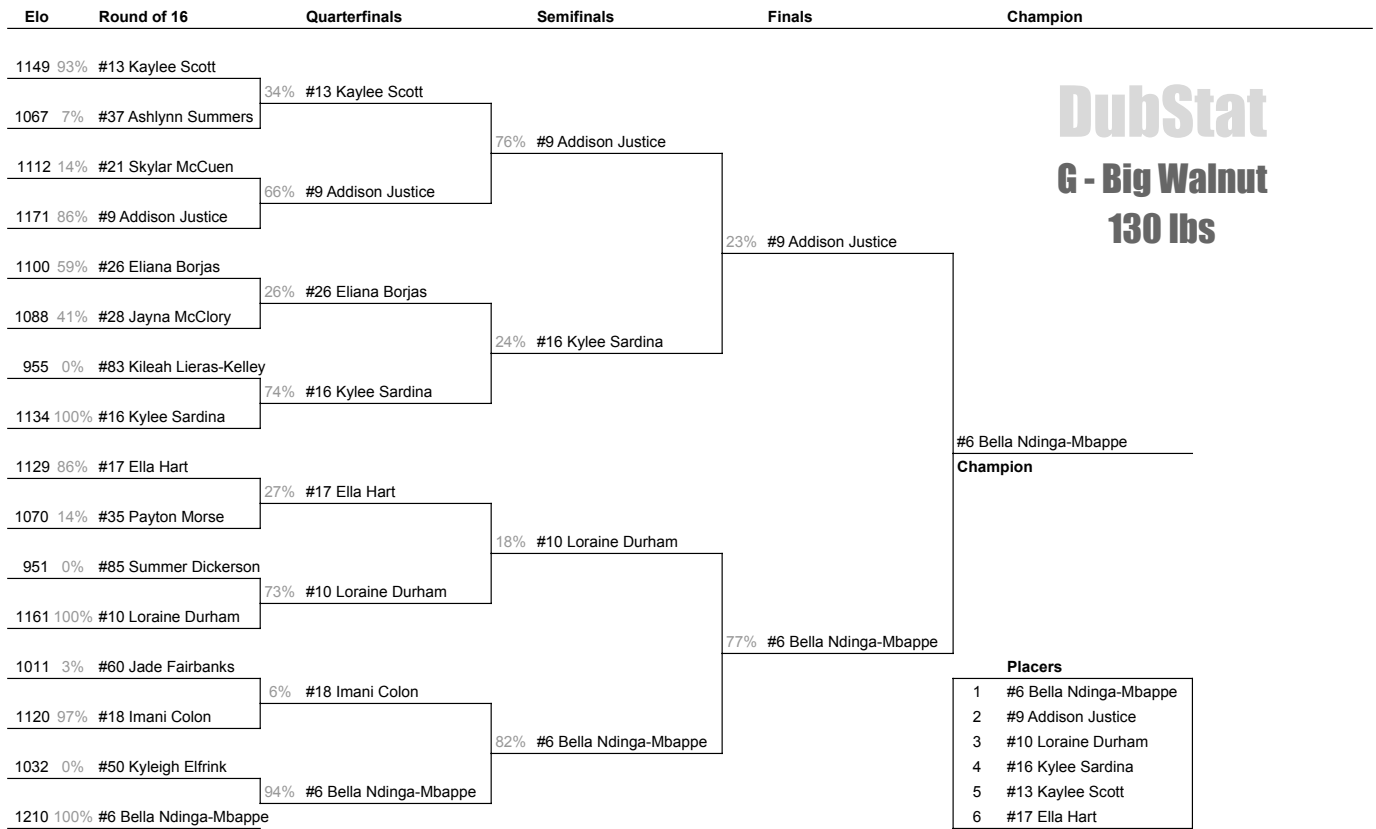 Elo Round of 16 Quarterfinals Semifinals Finals Champion
1149 93% #13 Kaylee Scott
34% #13 Kaylee Scott
1067 7% #37 Ashlynn Summers
76% #9 Addison Justice
1112 14% #21 Skylar McCuen
66% #9 Addison Justice
1171 86% #9 Addison Justice
23% #9 Addison Justice
1100 59% #26 Eliana Borjas
26% #26 Eliana Borjas
1088 41% #28 Jayna McClory
24% #16 Kylee Sardina
955 0% #83 Kileah Lieras-Kelley
74% #16 Kylee Sardina
1134 100% #16 Kylee Sardina
#6 Bella Ndinga-Mbappe
Champion
1129 86% #17 Ella Hart
27% #17 Ella Hart
1070 14% #35 Payton Morse
18% #10 Loraine Durham
951 0% #85 Summer Dickerson
73% #10 Loraine Durham
1161 100% #10 Loraine Durham
77% #6 Bella Ndinga-Mbappe
1011 3% #60 Jade Fairbanks
6% #18 Imani Colon
1120 97% #18 Imani Colon
82% #6 Bella Ndinga-Mbappe
1032 0% #50 Kyleigh Elfrink
94% #6 Bella Ndinga-Mbappe
1210 100% #6 Bella Ndinga-Mbappe
DubStat
G - Big Walnut
130 lbs
Placers
1 #6 Bella Ndinga-Mbappe
2 #9 Addison Justice
3 #10 Loraine Durham
4 #16 Kylee Sardina
5 #13 Kaylee Scott
6 #17 Ella Hart